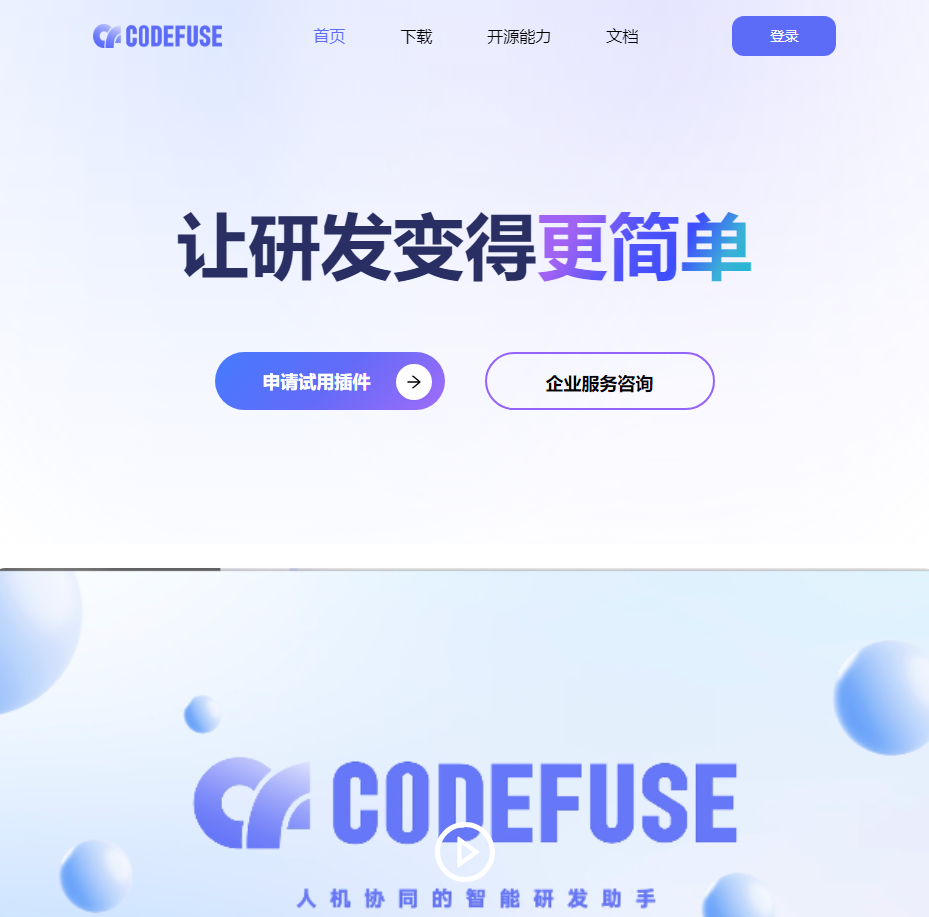 CODEFUSE
首页 下载 开源能力 文档 登录
让研发变得更简单
申请试用插件
企业服务咨询
CODEFUSE
人机协同的智能研发助手